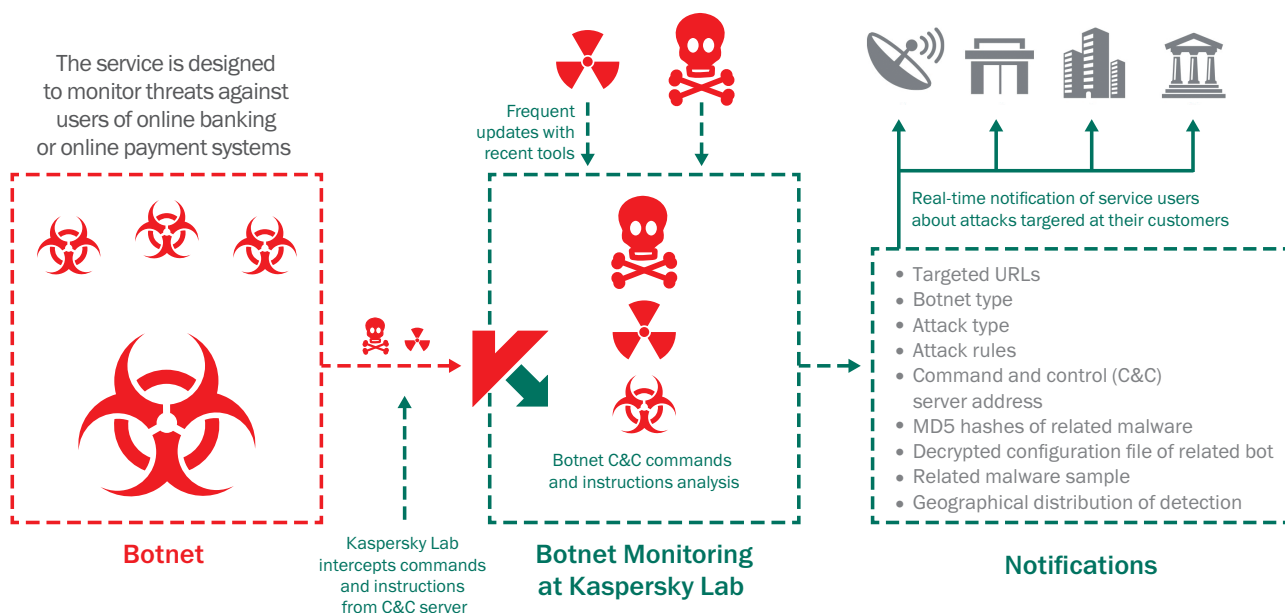 The service is designed
to monitor threats against
users of online banking
or online payment systems
Botnet
Kaspersky Lab
intercepts commands
and instructions
from C&C server
Frequent
updates with
recent tools
Botnet C&C commands
and instructions analysis
Botnet Monitoring
at Kaspersky Lab
Real-time notification of service users
about attacks targered at their customers
• Targeted URLs
• Botnet type
• Attack type
• Attack rules
• Command and control (C&C)
server address
• MD5 hashes of related malware
• Decrypted configuration file of related bot
• Related malware sample
• Geographical distribution of detection
Notifications